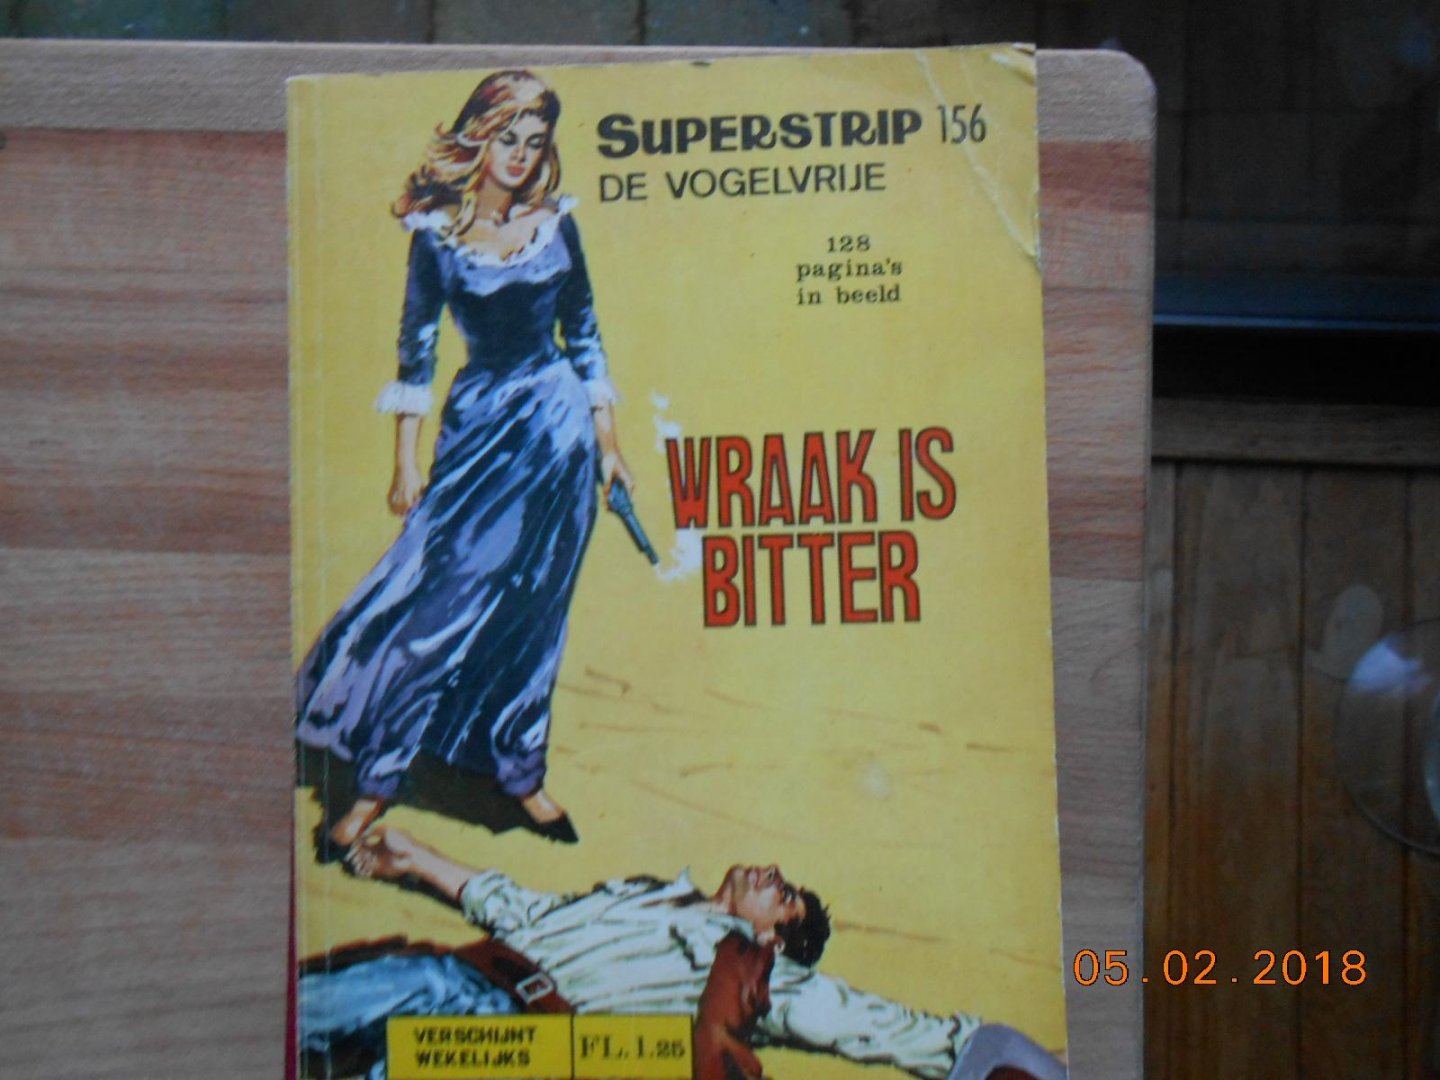 SUPERSTRIP 156
DE VOGELVRIJE
128
pagina's
in beeld
WRAAK IS
BITTER
VERSCHIJNT
WEKELIJKS
FL. 1.25
05.02.2018